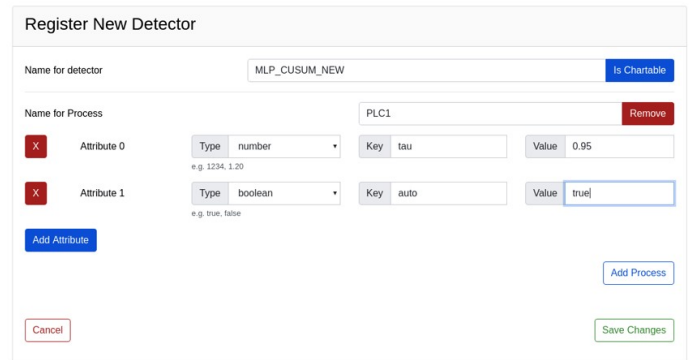 Register New Detector
Name for detector MLP_CUSUM_NEW Is Chartable
Name for Process PLC1 Remove
X Attribute 0 Type number Key tau Value 0.95
e.g. 1234, 1.20
X Attribute 1 Type boolean Key auto Value true
e.g. true, false
Add Attribute
Add Process
Cancel Save Changes